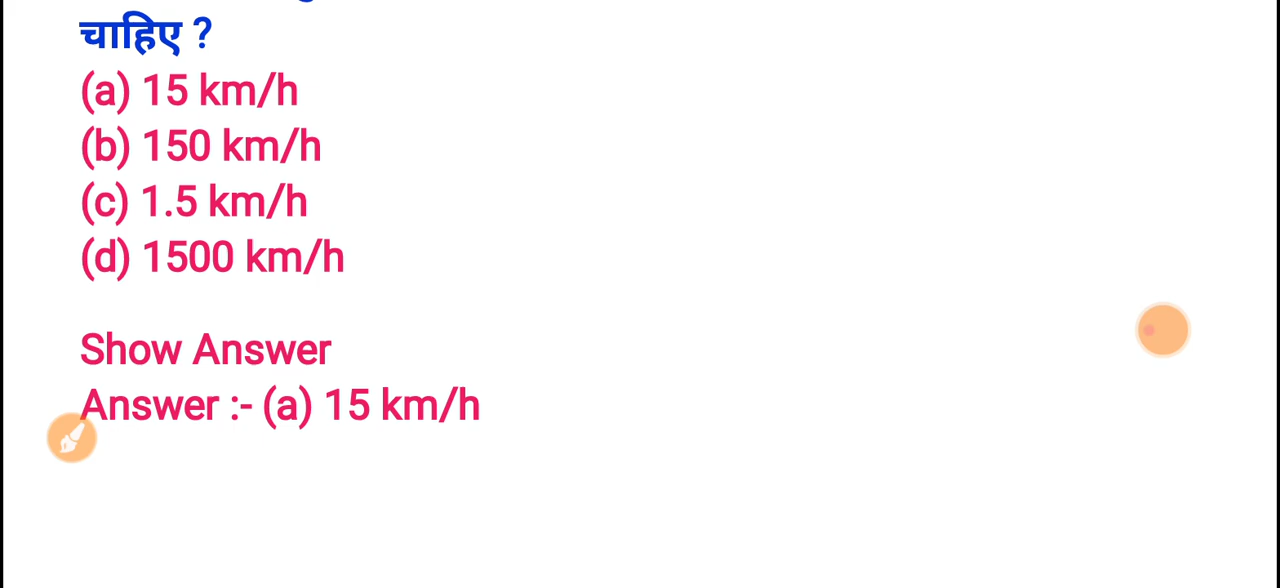 चाहिए ?
(a) 15 km/h
(b) 150 km/h
(c) 1.5 km/h
(d) 1500 km/h
Show Answer
Answer :- (a) 15 km/h